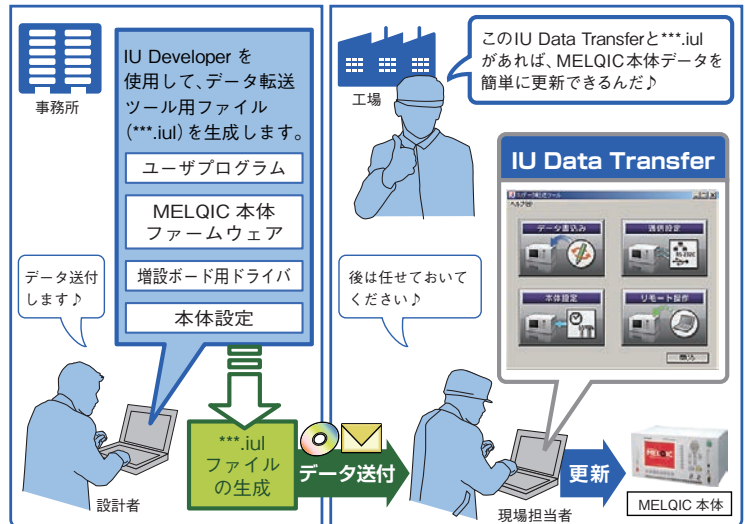 事務所
IU Developer を
使用して、データ転送
ツール用ファイル
(***.iul)を生成します。
ユーザプログラム
MELQIC 本体
ファームウェア
増設ボード用ドライバ
本体設定
データ送付
します♪
設計者
***.iul
ファイル
の生成
データ送付
工場
このIU Data Transferと***.iul
があれば、MELQIC本体データを
簡単に更新できるんだ♪
IU Data Transfer
ヘルプ(H)
データ書込み
通信設定
RS-232C
本体設定
リモート操作
閉じる
後は任せておいて
ください♪
現場担当者
更新
MELQIC
MELQIC 本体